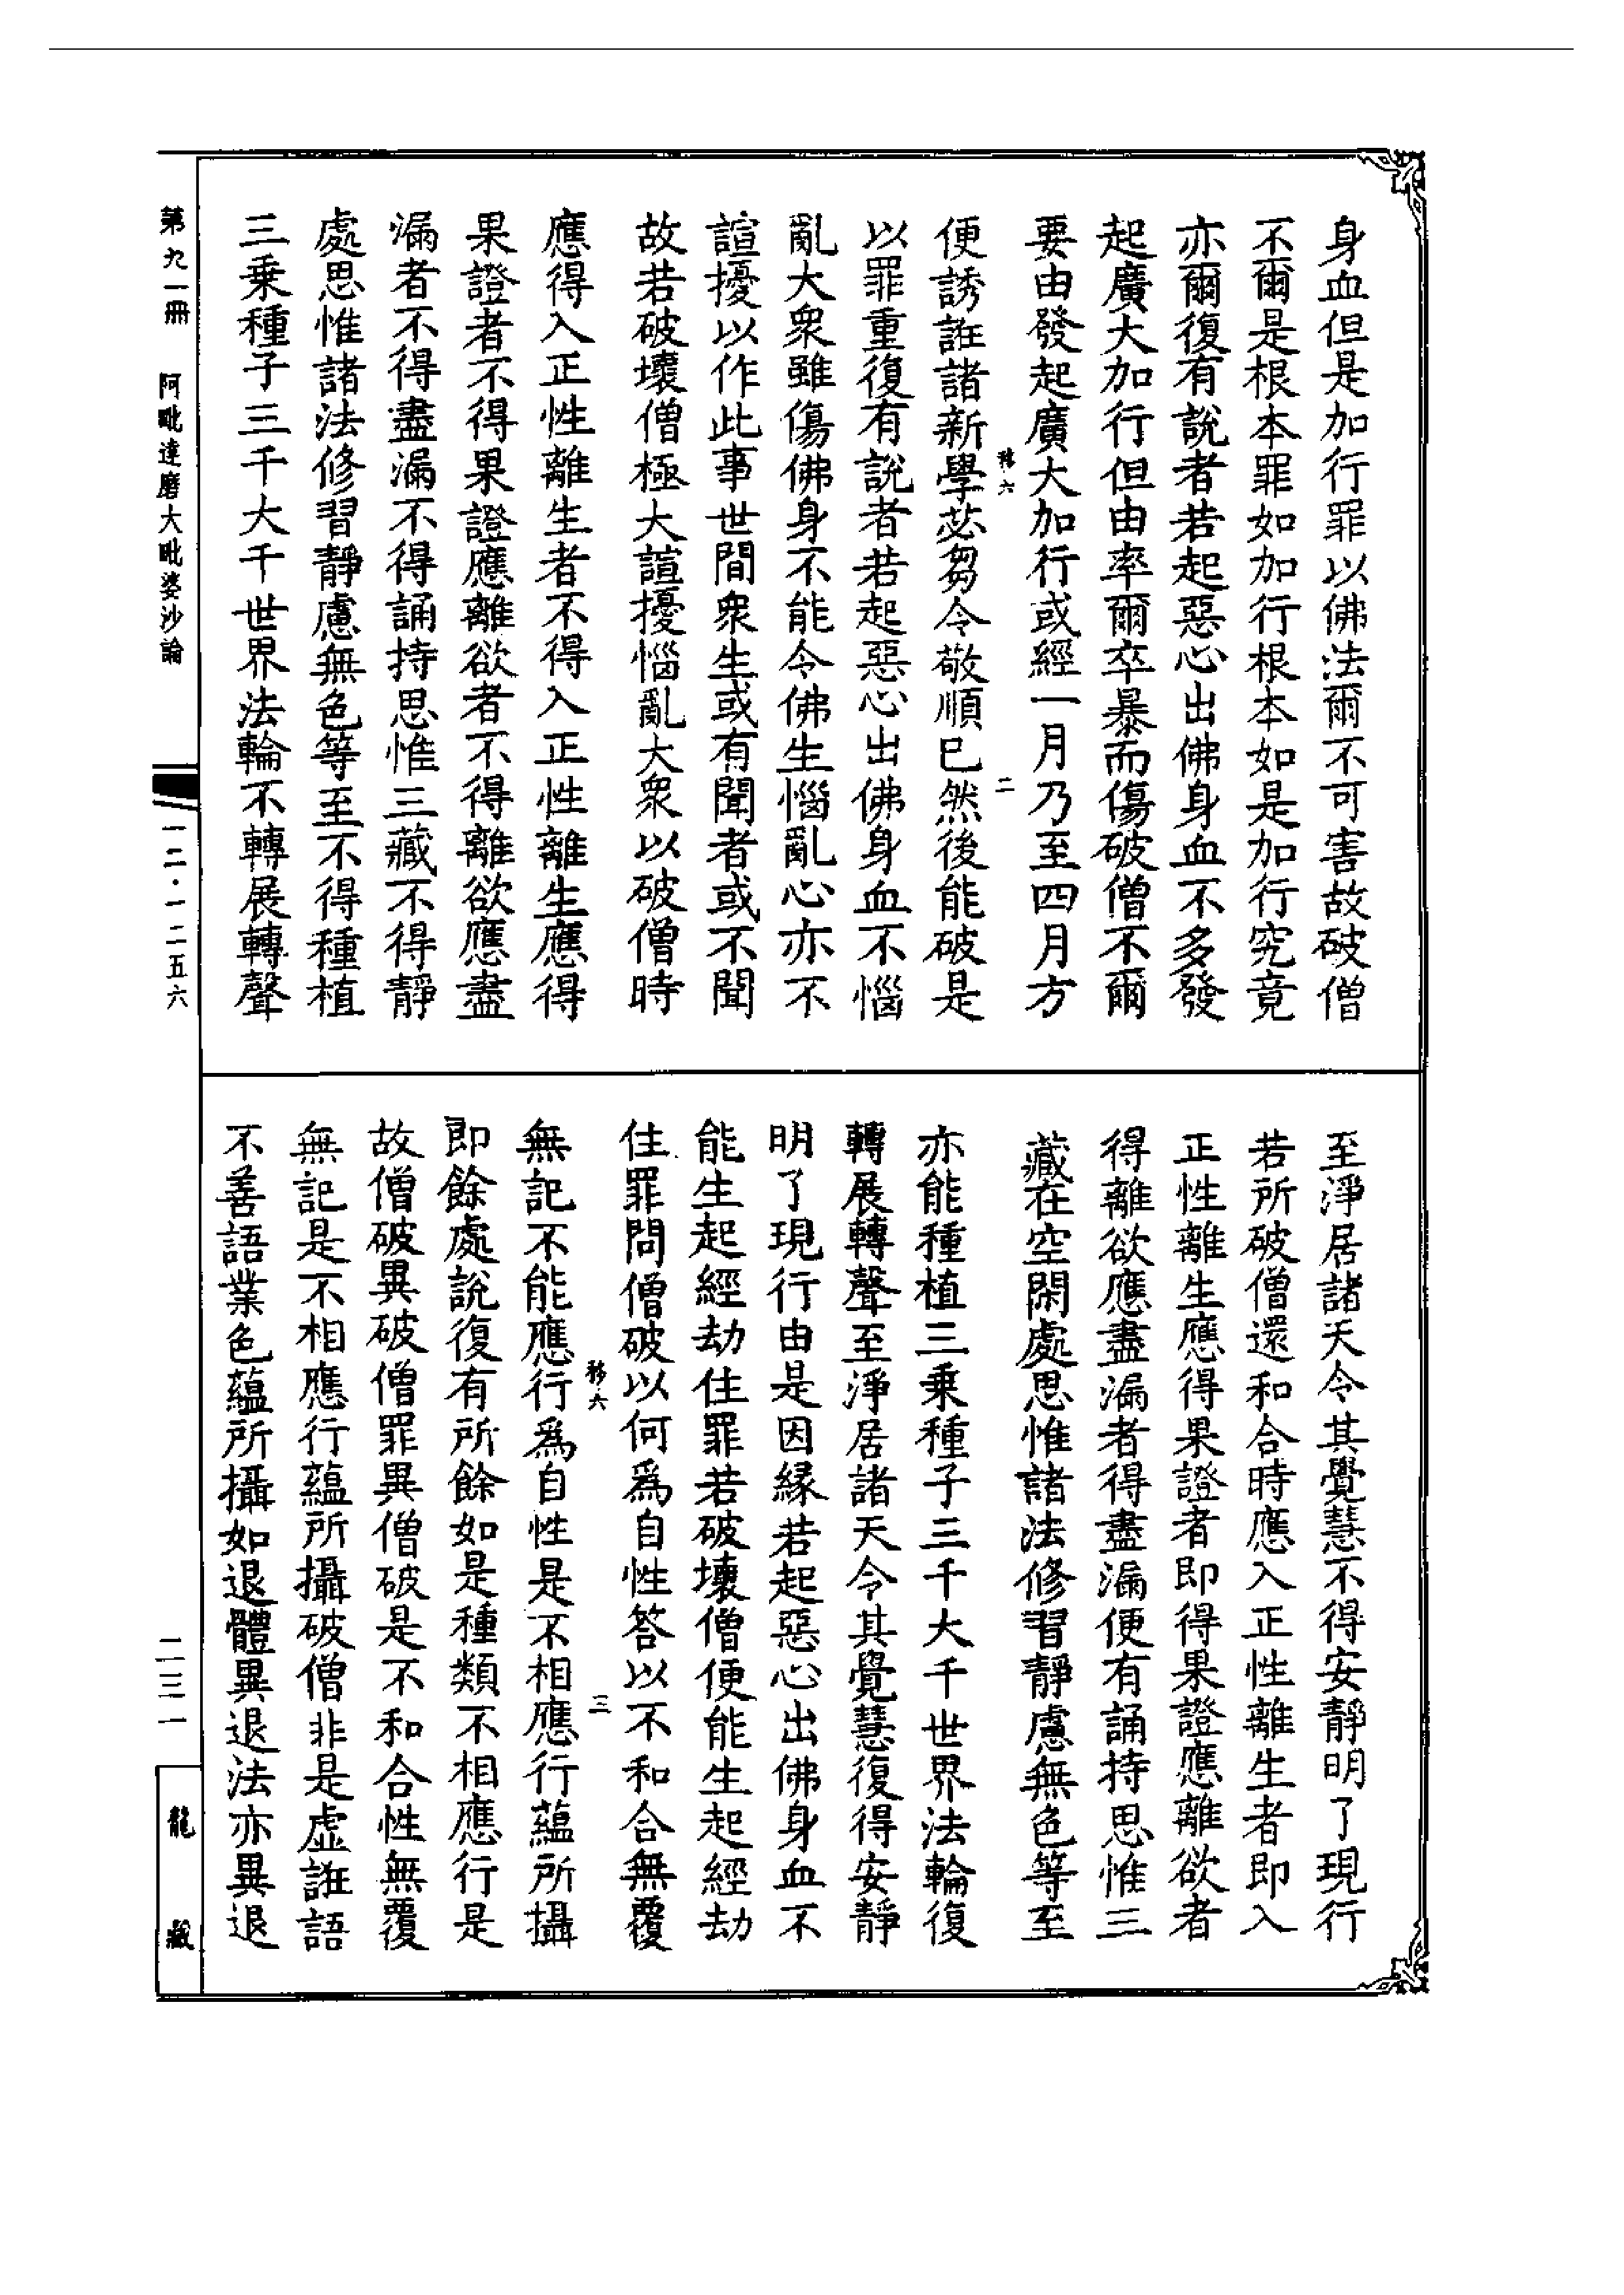 身血但是加行罪以佛法爾不可害故破僧
不爾是根本罪如加行根本如是加行究竟
亦爾復有說者若起惡心出佛身血不多發
起廣大加行但由率爾卒暴而傷破僧不爾
要由發起廣大加行或經一月乃至四月方
移六 二
便誘誑諸新學苾芻令敬順已然後能破是
以罪重復有說者若起惡心出佛身血不惱
亂大衆雖傷佛身不能令佛生惱亂心亦不
諠擾以作此事世間衆生或有聞者或不聞
故若破壞僧極大諠擾惱亂大衆以破僧時
應得入正性離生者不得入正性離生應得
果證者不得果證應離欲者不得離欲應盡
漏者不得盡漏不得誦持思惟三藏不得靜
處思惟諸法修習靜慮無色等至不得種植
三乗種子三千大千世界法輪不轉展轉聲
至淨居諸天令其覺慧不得安靜明了現行
若所破僧還和合時應入正性離生者即入
正性離生應得果證者即得果證應離欲者
得離欲應盡漏者得盡漏便有誦持思惟三
藏在空閑處思惟諸法修習靜慮無色等至
亦能種植三乗種子三千大千世界法輪復
轉展轉聲至淨居諸天令其覺慧復得安靜
明了現行由是因緣若起惡心出佛身血不
能生起經劫住罪若破壞僧便能生起經劫
住罪問僧破以何爲自性答以不和合無覆
移六 三
無記不能應行爲自性是不相應行蘊所攝
即餘處說復有所餘如是種類不相應行是
故僧破異破僧罪異僧破是不和合性無覆
無記是不相應行蘊所攝破僧罪是虛誑語
不善語業色蘊所攝如退體異退法亦異退
第九一冊 阿毗達磨大毗婆沙論
一二·一二五六
二三一
龍藏